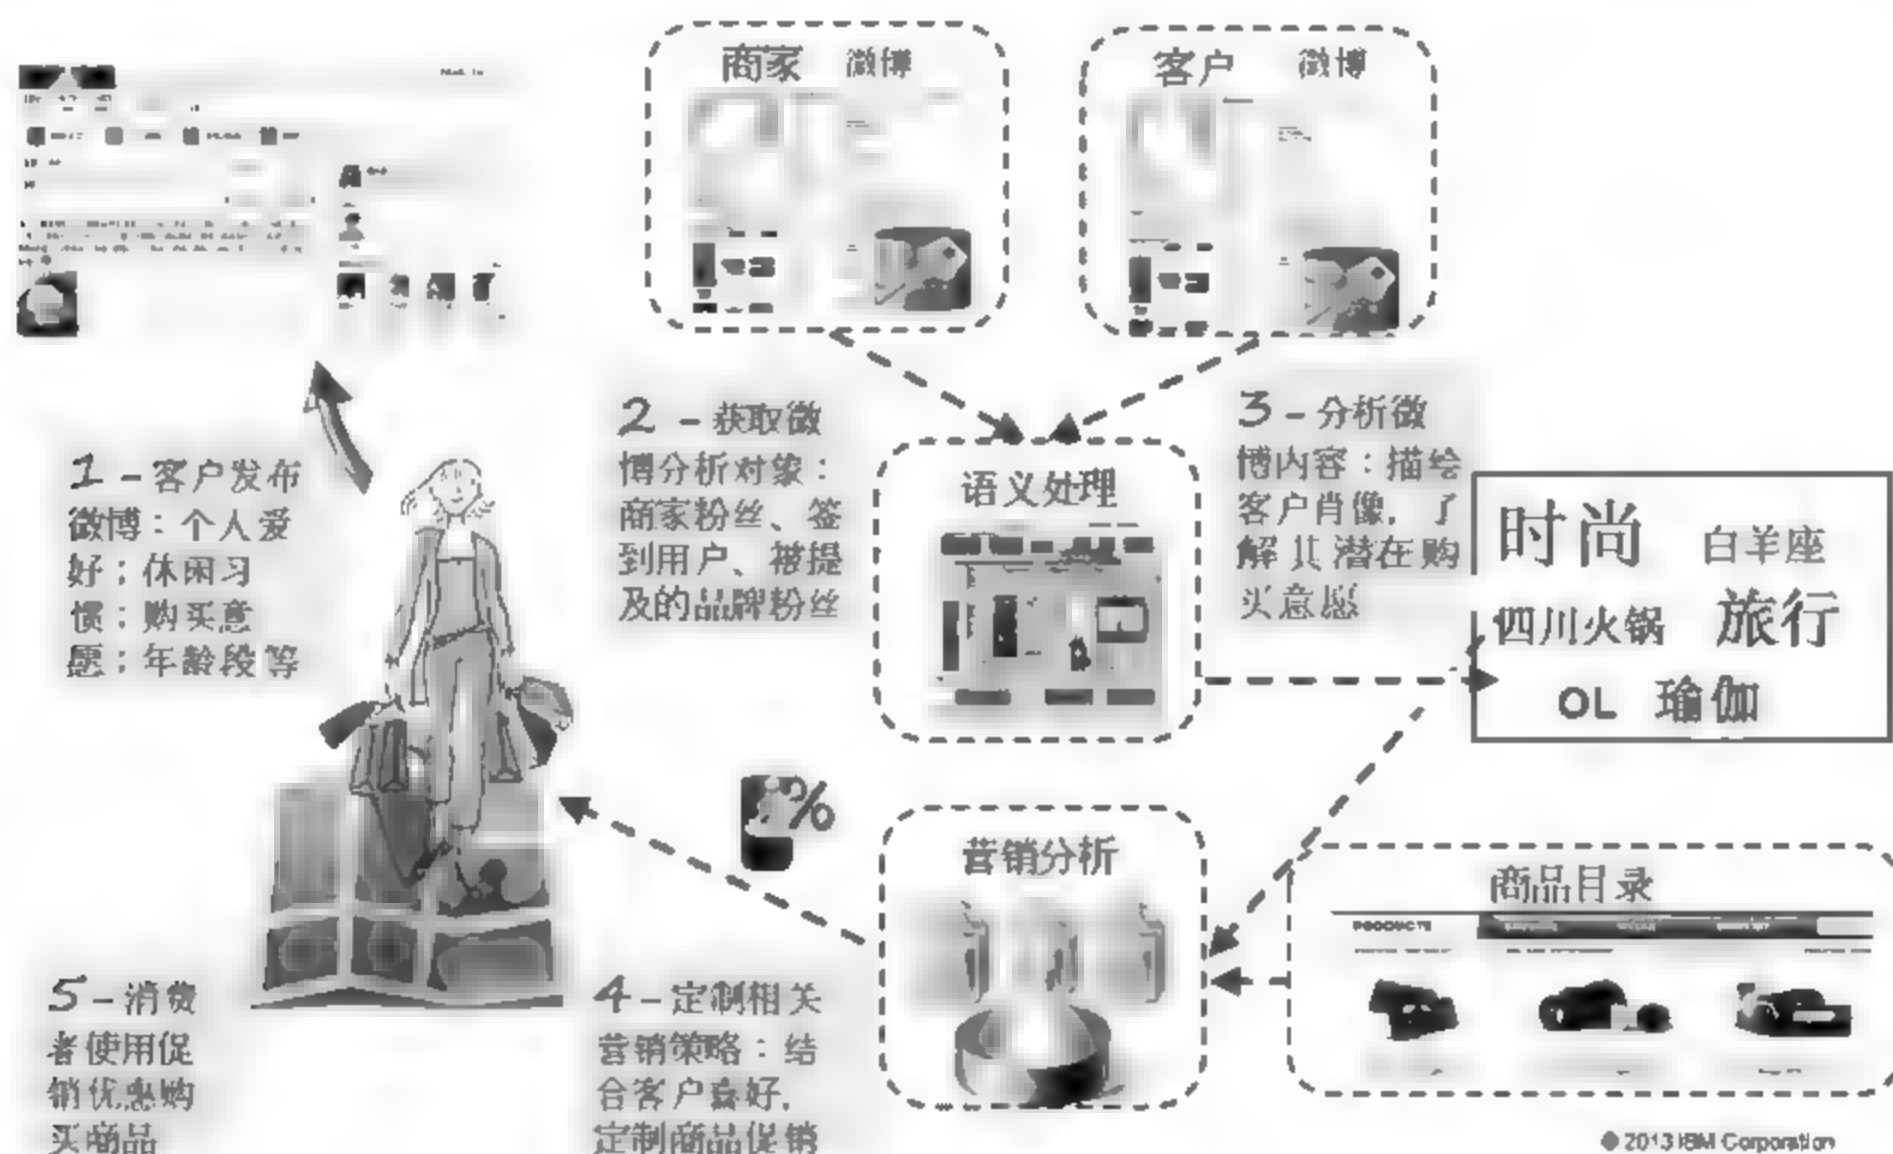 商家 微博
客户 微博
1 - 客户发布
微博：个人爱
好；休闲习
惯；购买意
愿；年龄段等
2 - 获取微
博分析对象：
商家粉丝、签
到用户、被提
及的品牌粉丝
3 - 分析微
博内容：描绘
客户肖像，了
解其潜在购
买意愿
语义处理
时尚 白羊座
四川火锅 旅行
OL 瑜伽
%
营销分析
商品目录
PRODUCTS
5 - 消费
者使用促
销优惠购
买商品
4 - 定制相关
营销策略：结
合客户喜好，
定制商品促销
© 2013 IBM Corporation